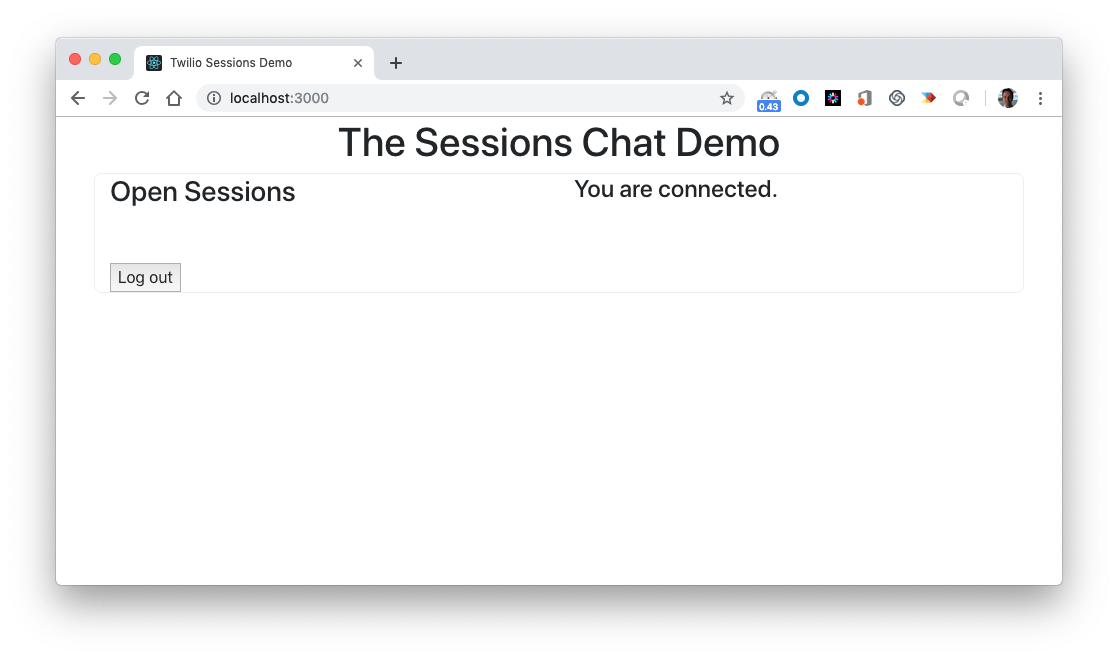 Twilio Sessions Demo
localhost:3000
0.43
The Sessions Chat Demo
Open Sessions
You are connected.
Log out